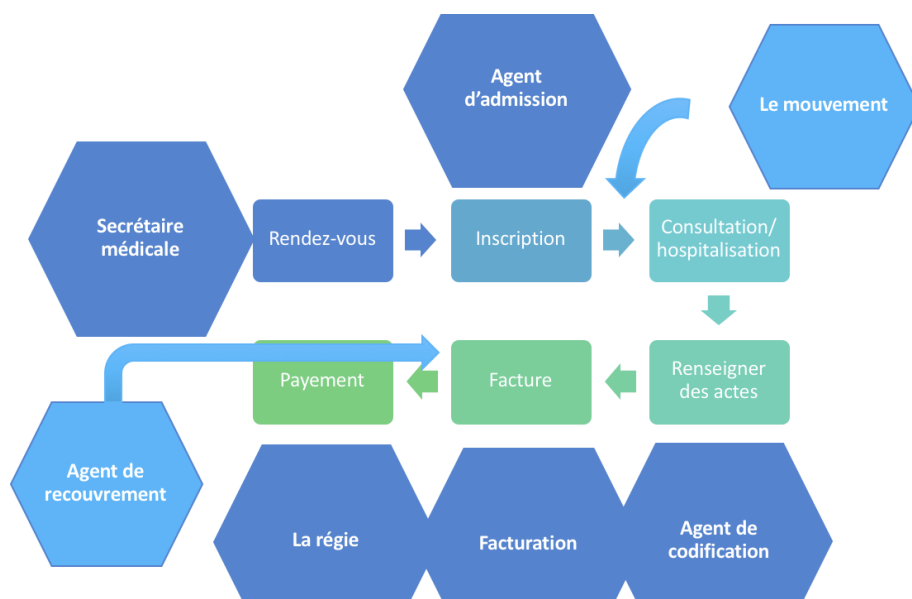 Agent
d’admission
Le mouvement
Secrétaire
médicale
Rendez-vous
Inscription
Consultation/
hospitalisation
Payement
Facture
Renseigner
des actes
Agent de
recouvrement
La régie
Facturation
Agent de
codification